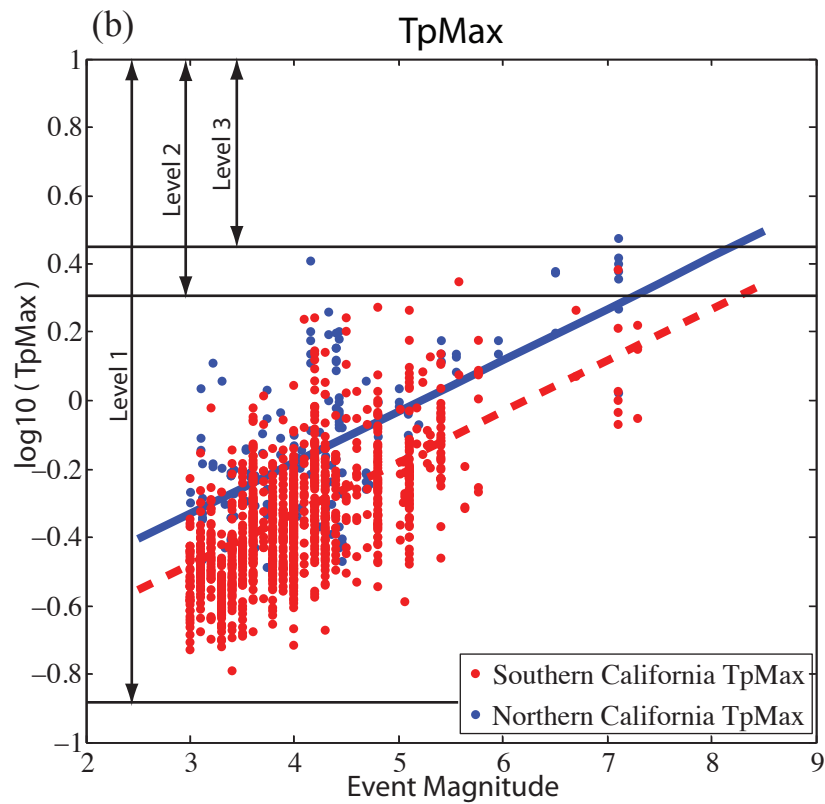 (b)
TpMax
1
0.8
0.6
0.4
0.2
0
−0.2
−0.4
−0.6
−0.8
−1
log10 ( TpMax)
Level 1
Level 2
Level 3
Southern California TpMax
Northern California TpMax
2
3
4
5
6
7
8
9
Event Magnitude